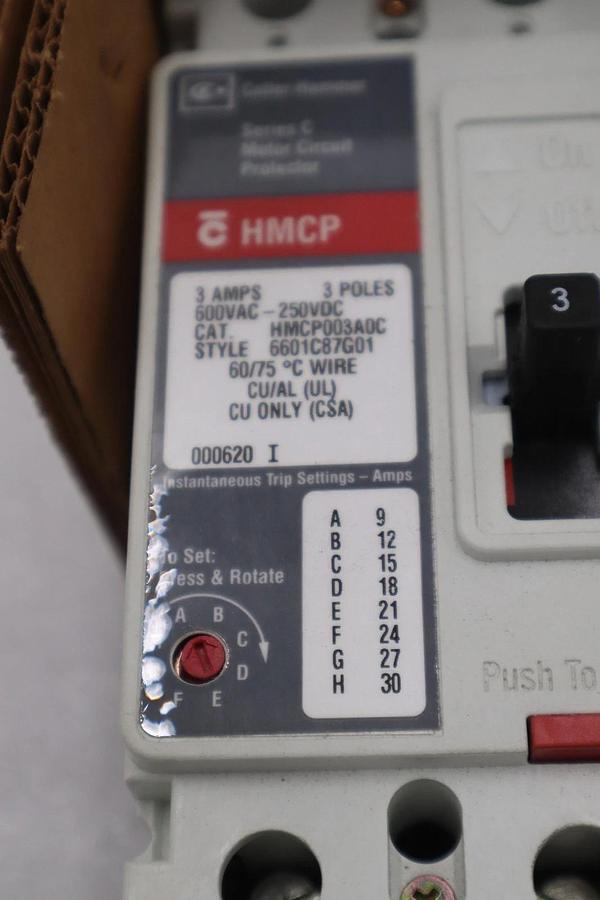 Cutler-Hammer
Series C
Motor Circuit
Protector
HMCP
3 AMPS 3 POLES
600VAC - 250VDC
CAT. HMCP003A0C
STYLE 6601C87G01
60/75 °C WIRE
CU/AL (UL)
CU ONLY (CSA)
000620 I
Instantaneous Trip Settings – Amps
A 9
B 12
C 15
D 18
E 21
F 24
G 27
H 30
To Set:
& Rotate
A B
C
D
F E
On
Off
3
Push To